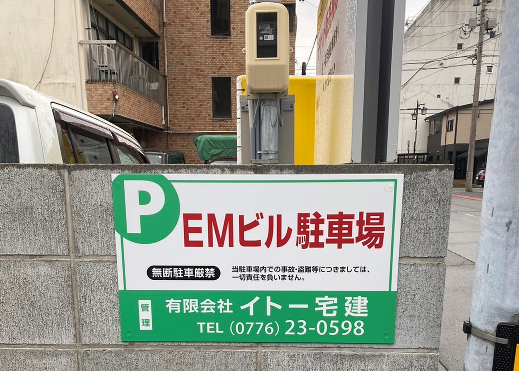 P
EMビル駐車場
無断駐車厳禁
当駐車場内での事故・盗難等につきましては、
一切責任を負いません。
管理
有限会社 イトー宅建
TEL (0776) 23-0598